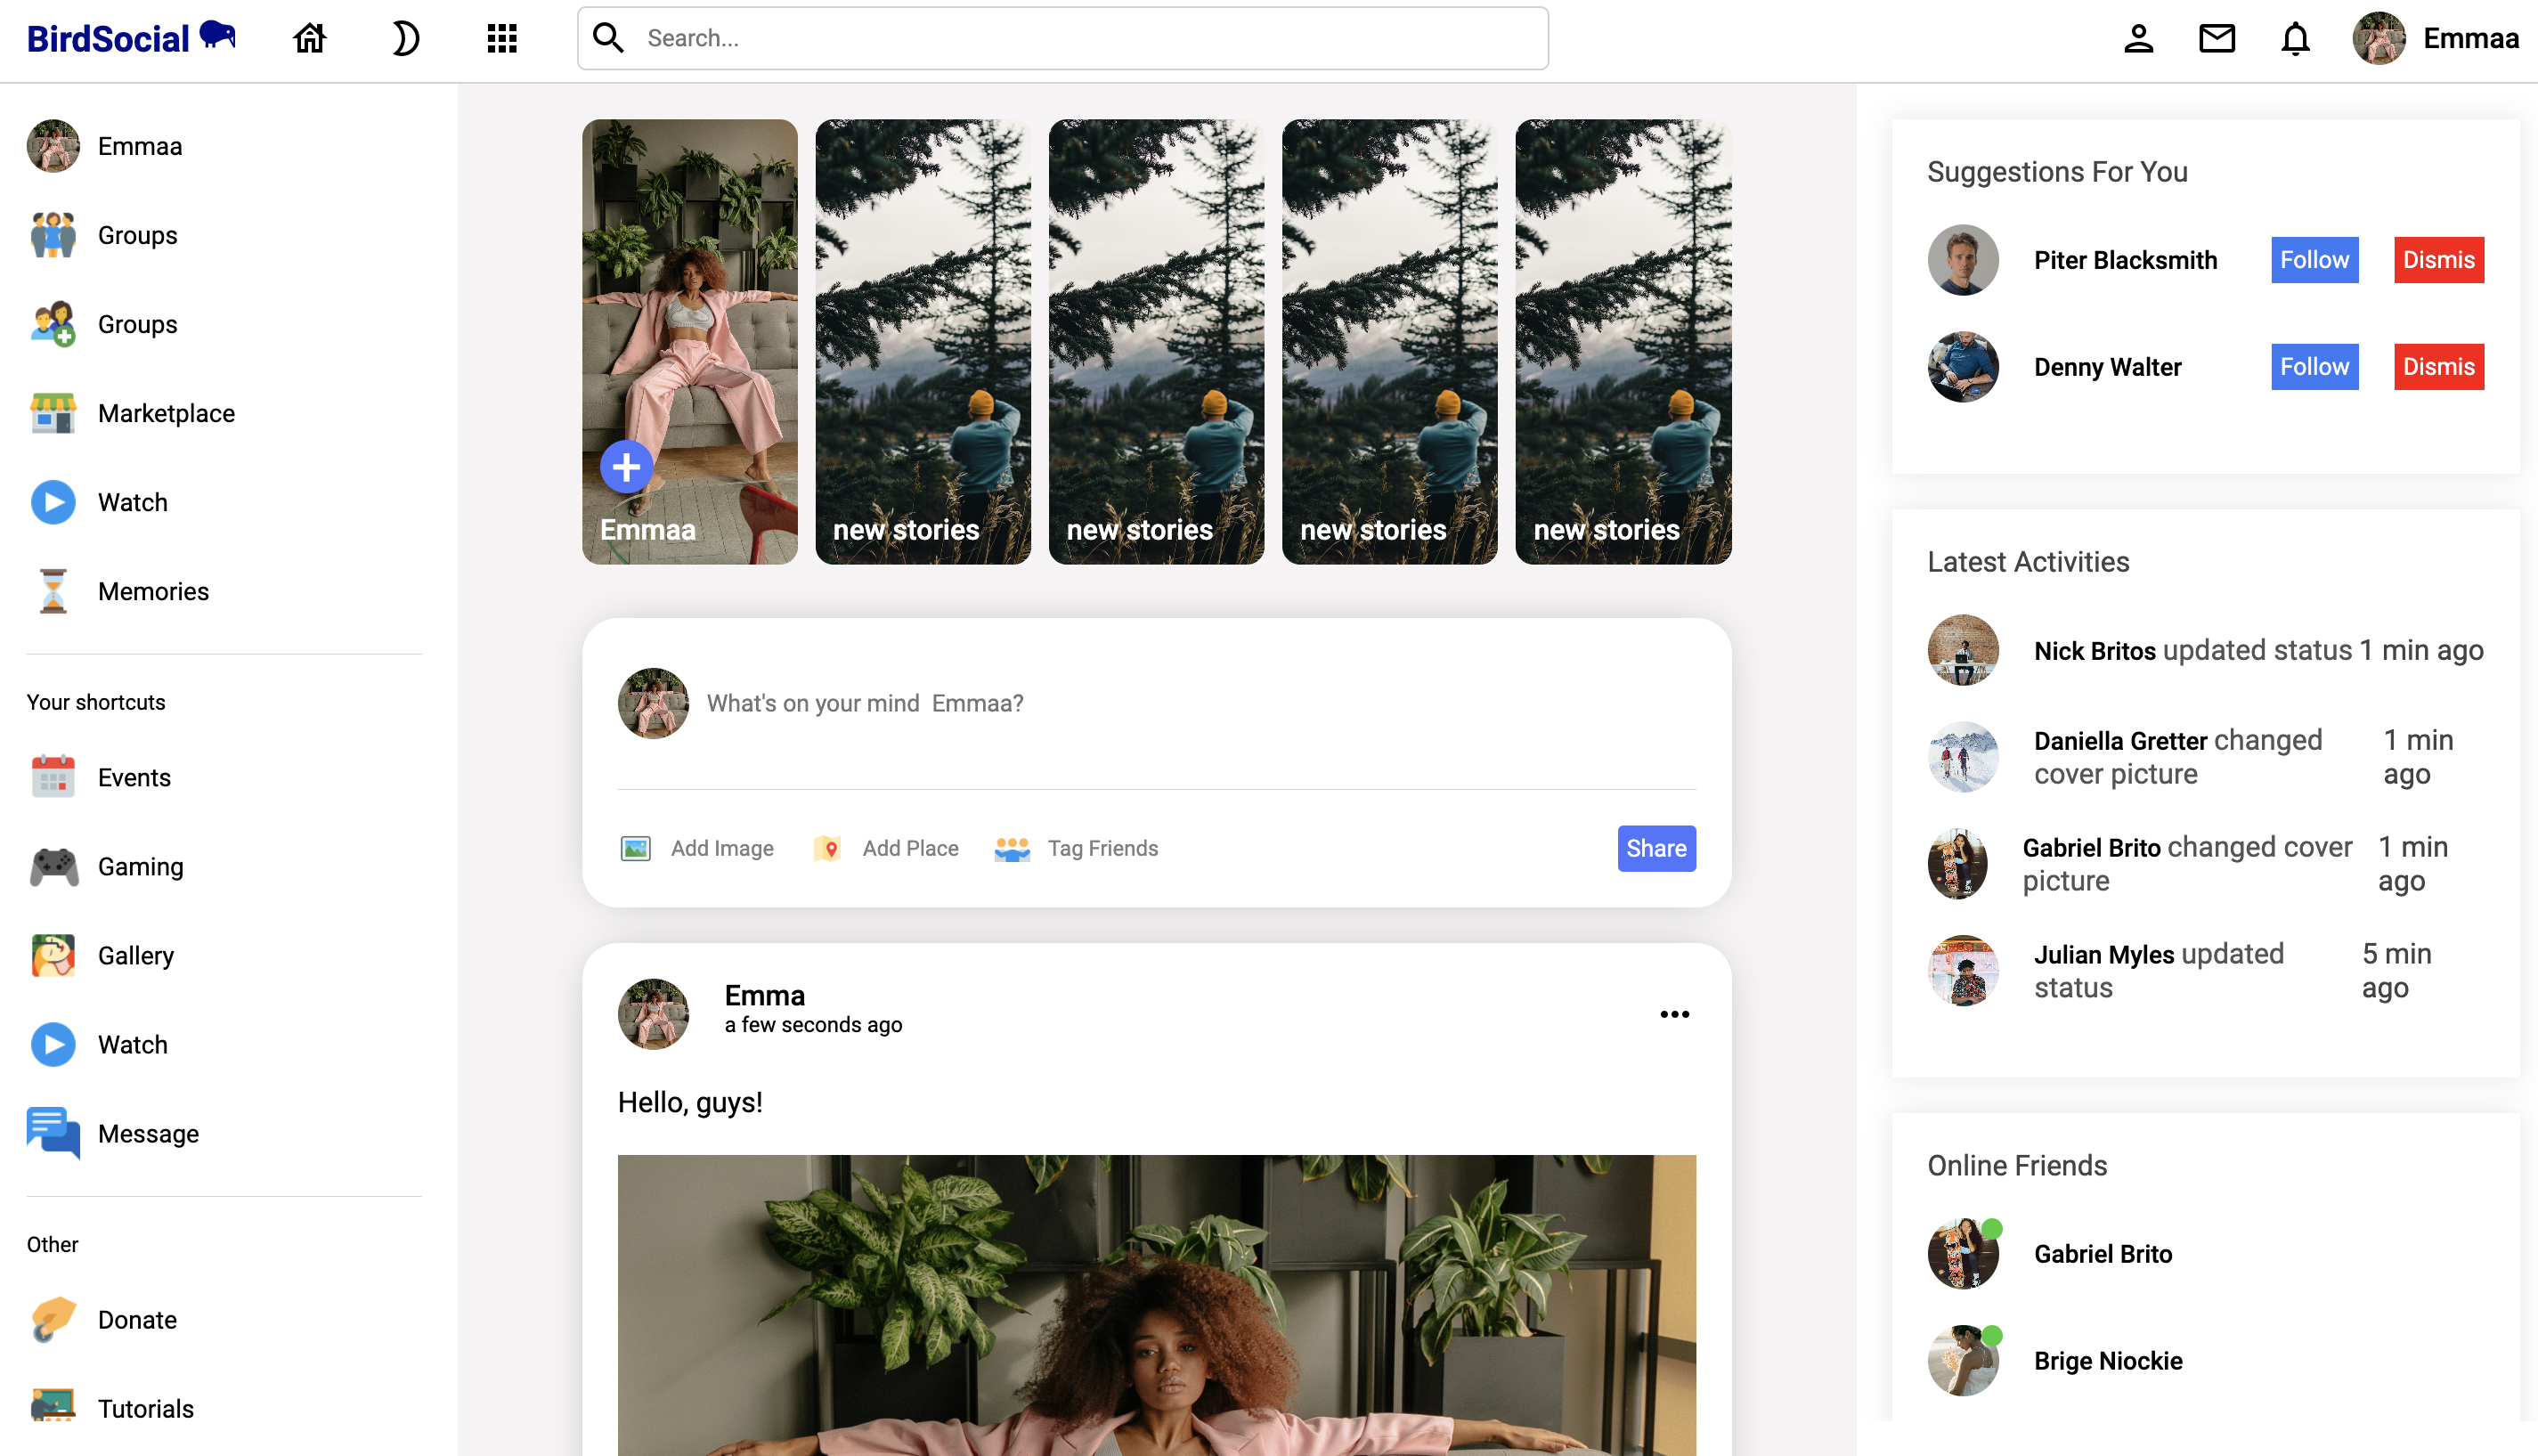 BirdSocial
Search...
Emmaa
Emmaa
Groups
Groups
Marketplace
Watch
Memories
Your shortcuts
Events
Gaming
Gallery
Watch
Message
Other
Donate
Tutorials
Emmaa
new stories
new stories
new stories
new stories
What's on your mind  Emmaa?
Add Image
Add Place
Tag Friends
Share
Emma
a few seconds ago
Hello, guys!
Suggestions For You
Piter Blacksmith
Follow
Dismis
Denny Walter
Follow
Dismis
Latest Activities
Nick Britos updated status 1 min ago
Daniella Gretter changed
cover picture
1 min
ago
Gabriel Brito changed cover
picture
1 min
ago
Julian Myles updated
status
5 min
ago
Online Friends
Gabriel Brito
Brige Niockie